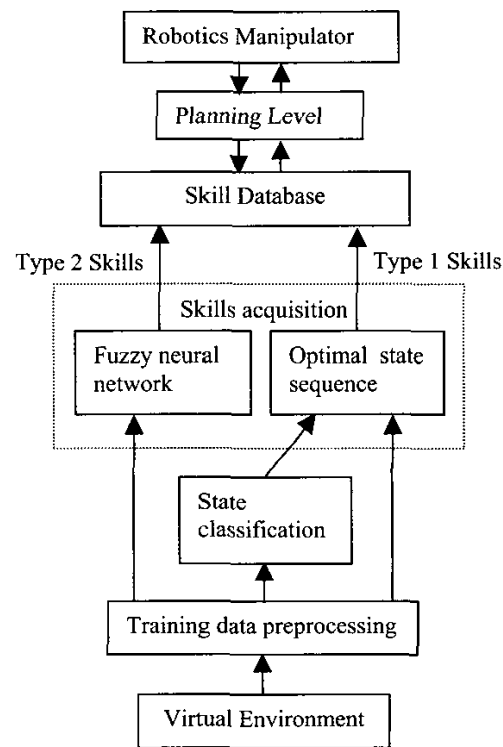 Robotics Manipulator
Planning Level
Skill Database
Type 2 Skills
Type 1 Skills
Skills acquisition
Fuzzy neural
network
Optimal state
sequence
State
classification
Training data preprocessing
Virtual Environment